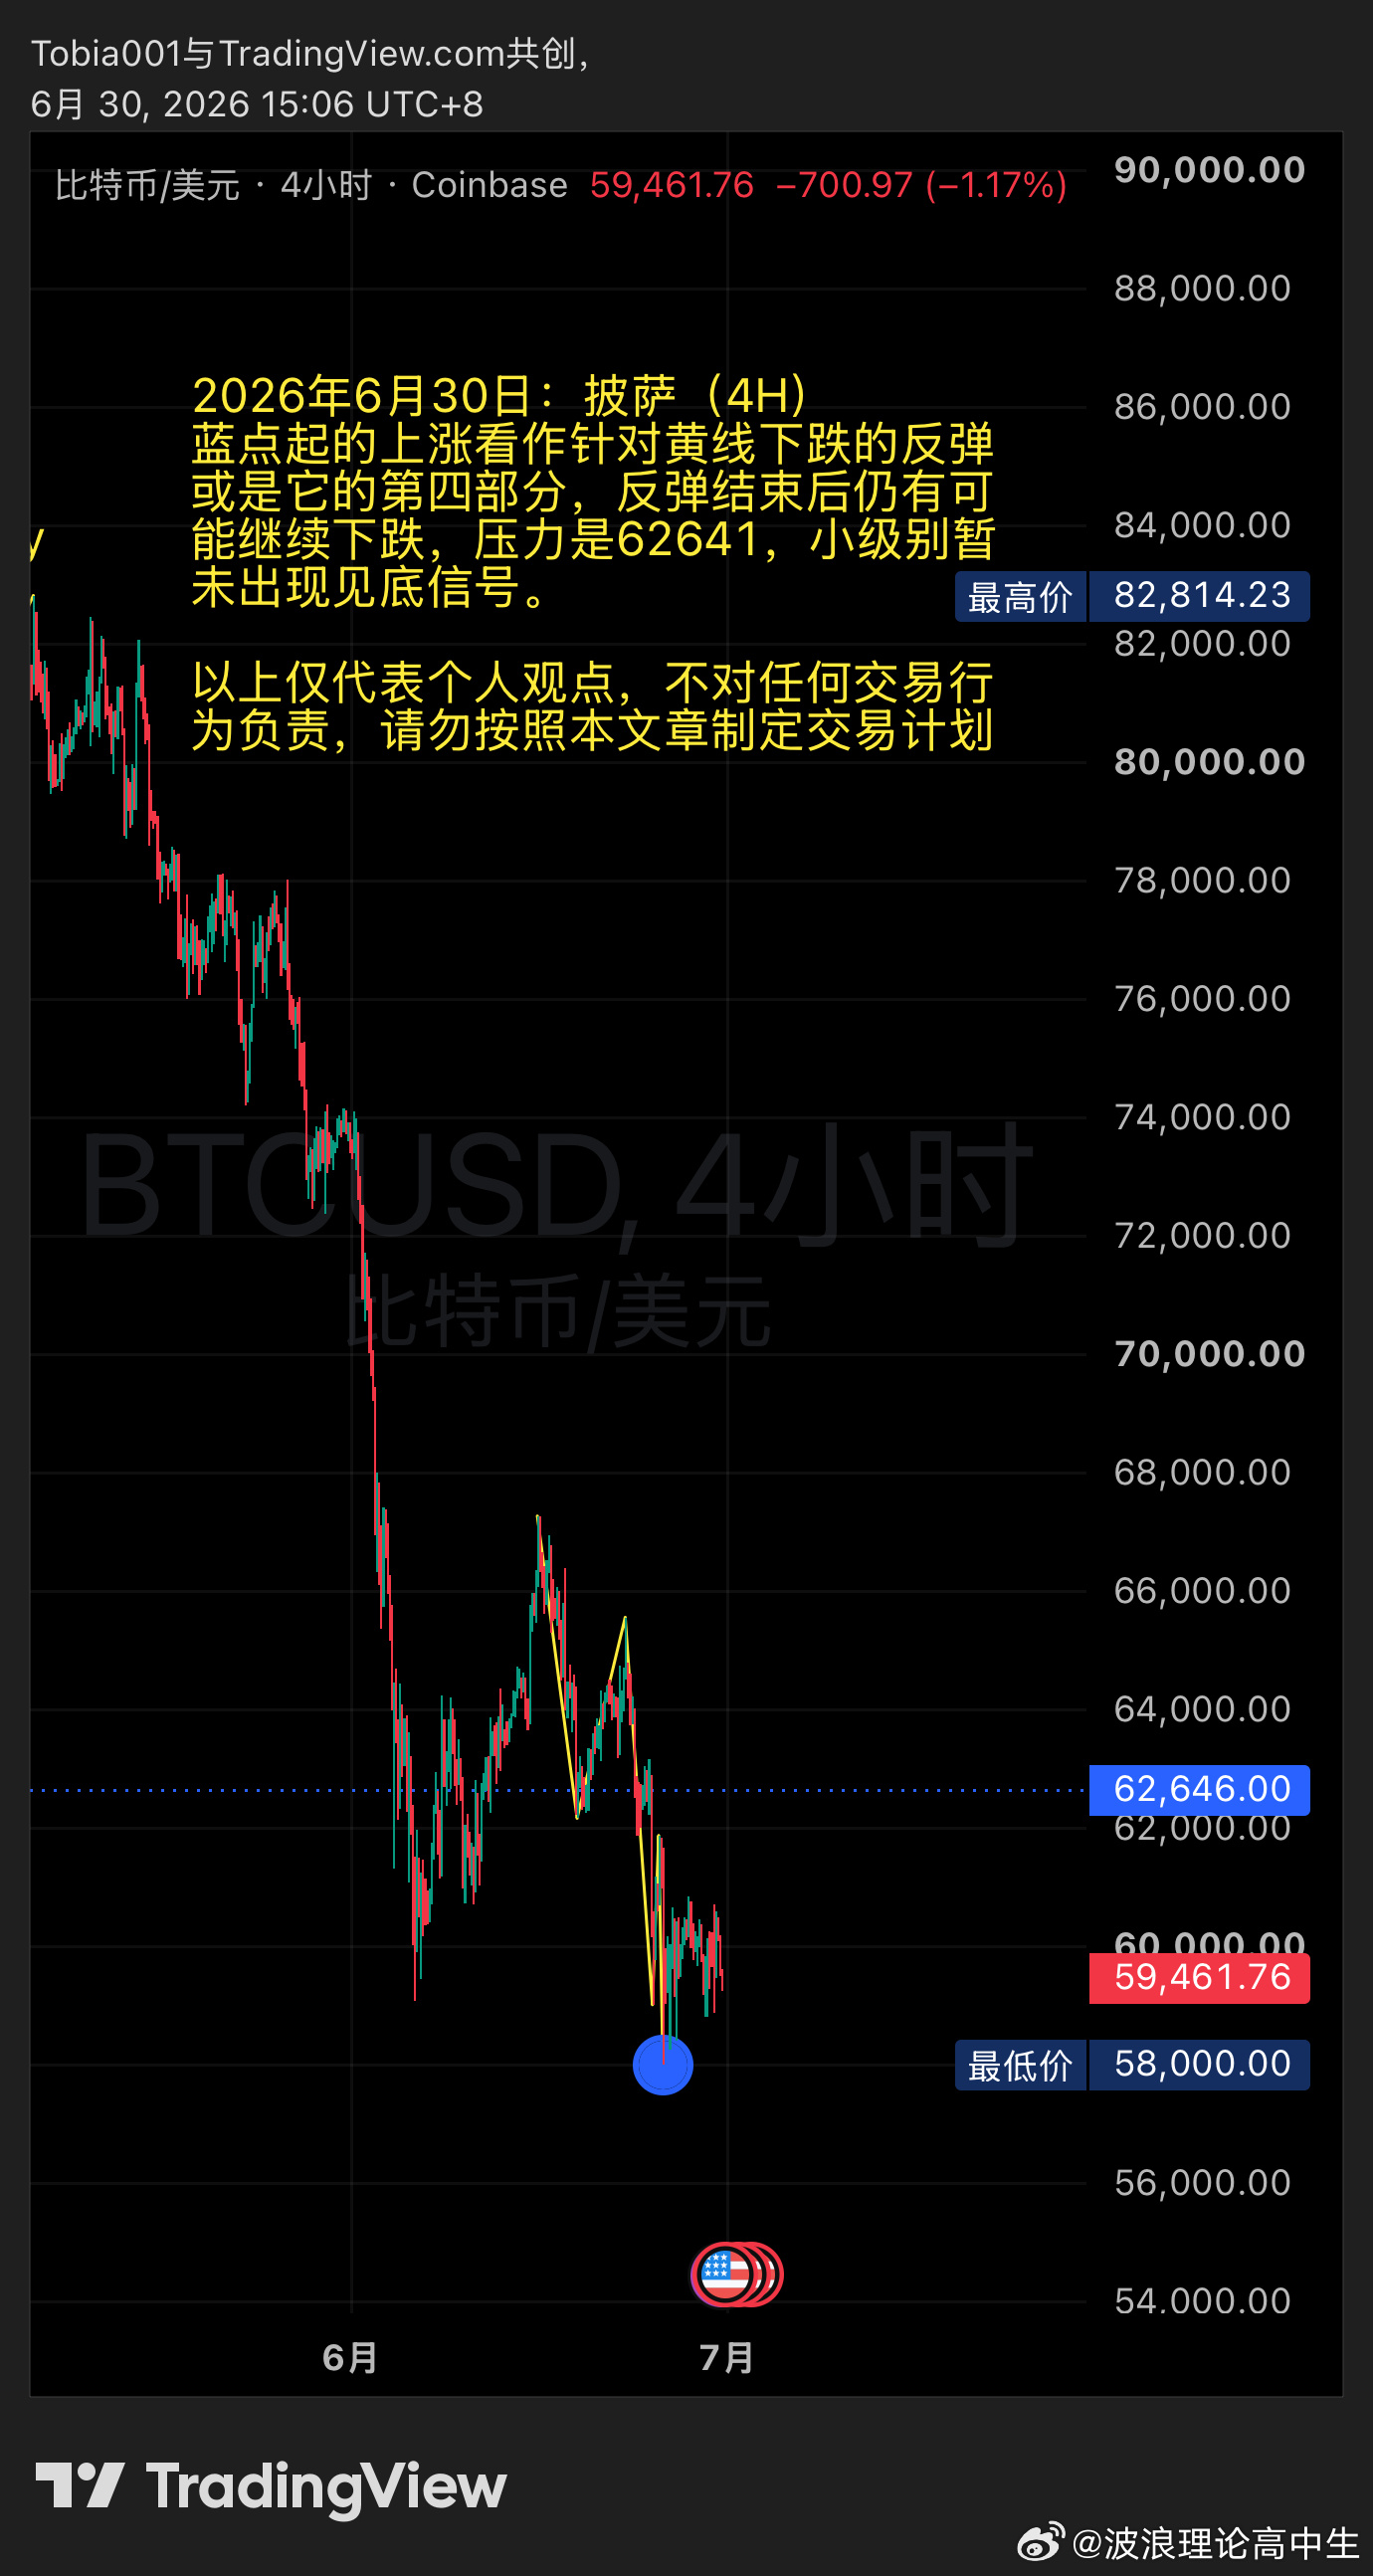 Tobia001与TradingView.com共创,
6月 30, 2026 15:06 UTC+8
比特币/美元 · 4小时 · Coinbase 59,461.76 −700.97 (−1.17%)
90,000.00
88,000.00
2026年6月30日：披萨（4H）
86,000.00
蓝点起的上涨看作针对黄线下跌的反弹
或是它的第四部分，反弹结束后仍有可
能继续下跌，压力是62641，小级别暂
84,000.00
y
未出现见底信号。
最高价 82,814.23
82,000.00
以上仅代表个人观点，不对任何交易行
为负责，请勿按照本文章制定交易计划
80,000.00
78,000.00
76,000.00
74,000.00
BTCUSD, 4小时
72,000.00
比特币/美元
70,000.00
68,000.00
66,000.00
64,000.00
62,646.00
62,000.00
60,000.00
59,461.76
最低价 58,000.00
56,000.00
54,000.00
6月 7月
TradingView
@波浪理论高中生